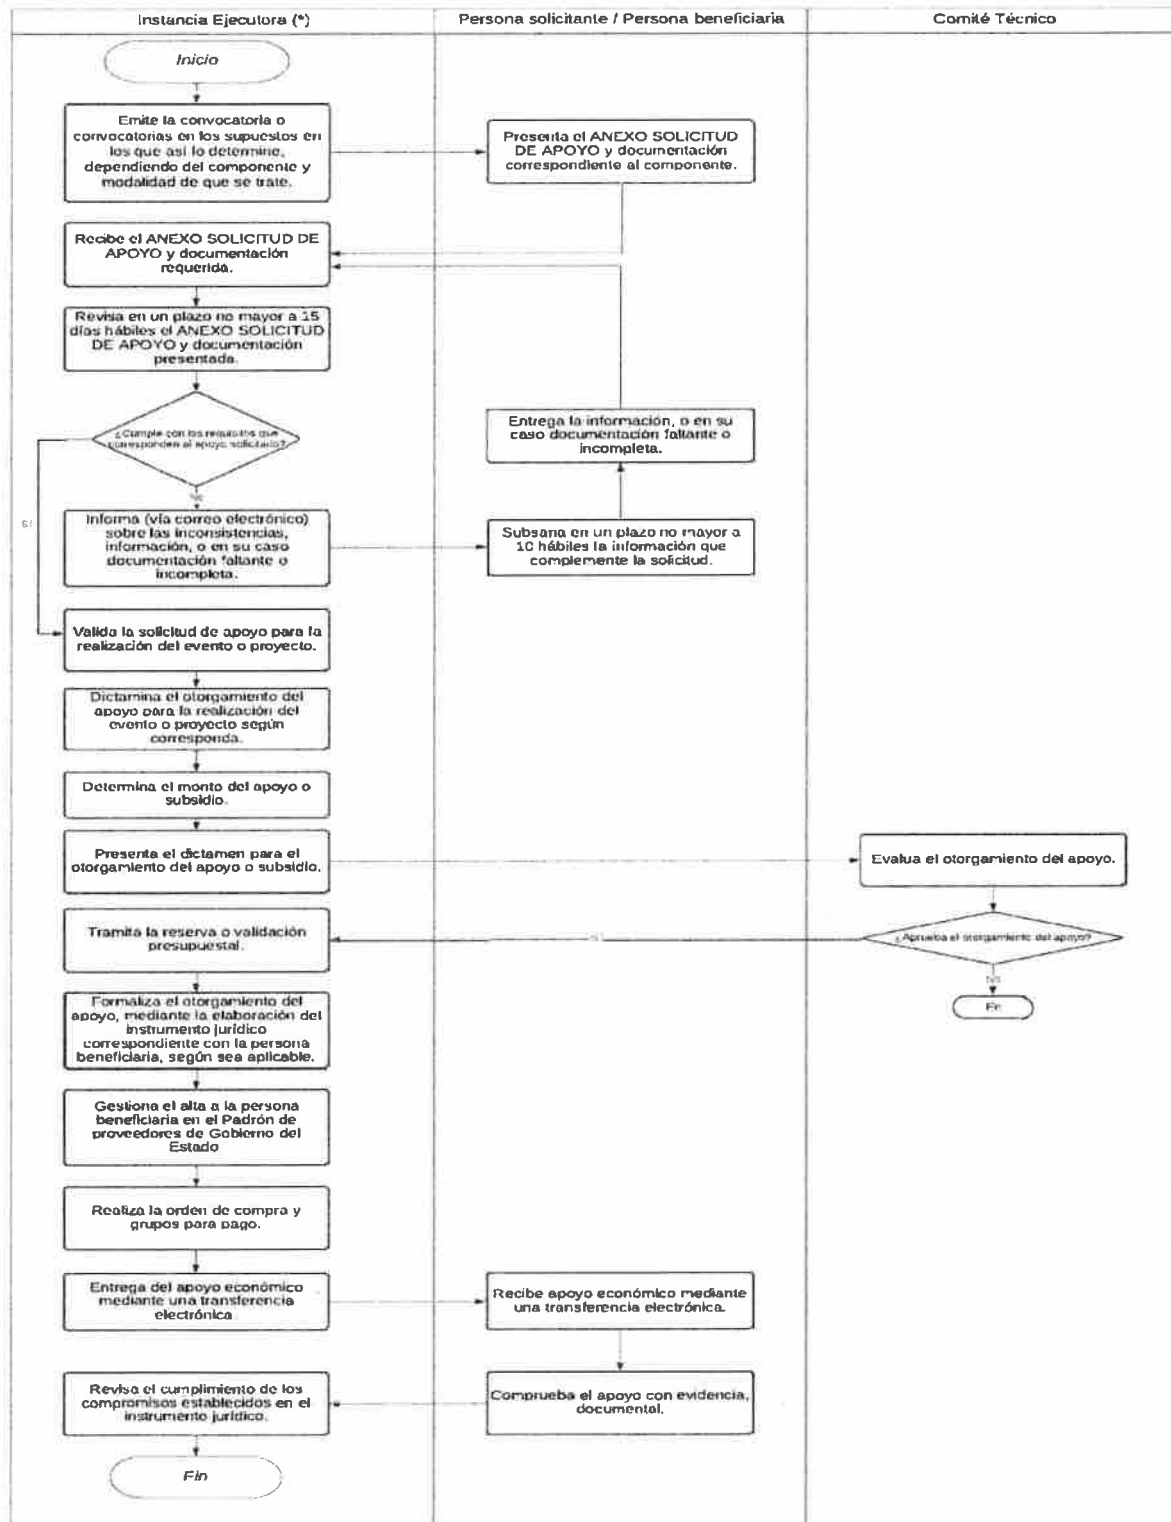 Instancia Ejecutora (*)
Persona solicitante / Persona beneficiaria
Comité Técnico
Inicio
Emite la convocatoria o
convocatorias en los supuestos en
los que así lo determine,
dependiendo del componente y
modalidad de que se trate.
Presenta el ANEXO SOLICITUD
DE APOYO y documentación
correspondiente al componente.
Recibe el ANEXO SOLICITUD DE
APOYO y documentación
requerida.
Revisa en un plazo no mayor a 15
días hábiles el ANEXO SOLICITUD
DE APOYO y documentación
presentada.
¿Cumple con los requisitos que
corresponden al apoyo solicitado?
No
Entrega la información, o en su
caso documentación faltante o
incompleta.
Informa (vía correo electrónico)
sobre las inconsistencias,
información, o en su caso
documentación faltante o
incompleta.
Subsana en un plazo no mayor a
10 hábiles la información que
complemente la solicitud.
Valida la solicitud de apoyo para la
realización del evento o proyecto.
Dictamina el otorgamiento del
apoyo para la realización del
evento o proyecto según
corresponda.
Determina el monto del apoyo o
subsidio.
Presenta el dictamen para el
otorgamiento del apoyo o subsidio.
Evalua el otorgamiento del apoyo.
¿Aprueba el otorgamiento del apoyo?
No
Tramita la reserva o validación
presupuestal.
Formaliza el otorgamiento del
apoyo, mediante la elaboración del
instrumento jurídico
correspondiente con la persona
beneficiaria, según sea aplicable.
Gestiona el alta a la persona
beneficiaria en el Padrón de
proveedores de Gobierno del
Estado
Realiza la orden de compra y
grupos para pago.
Entrega del apoyo económico
mediante una transferencia
electrónica
Recibe apoyo económico mediante
una transferencia electrónica.
Comprueba el apoyo con evidencia,
documental.
Revisa el cumplimiento de los
compromisos establecidos en el
instrumento jurídico.
Fin